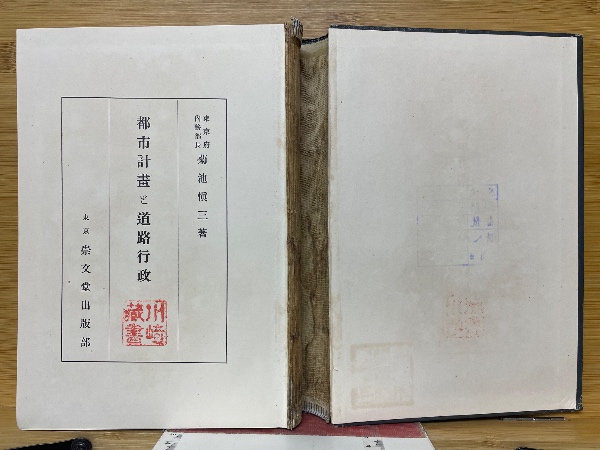 東京府
内務部長
菊池愼三著
都市計畫と道路行政
東京 崇文堂出版部
川崎
藏書